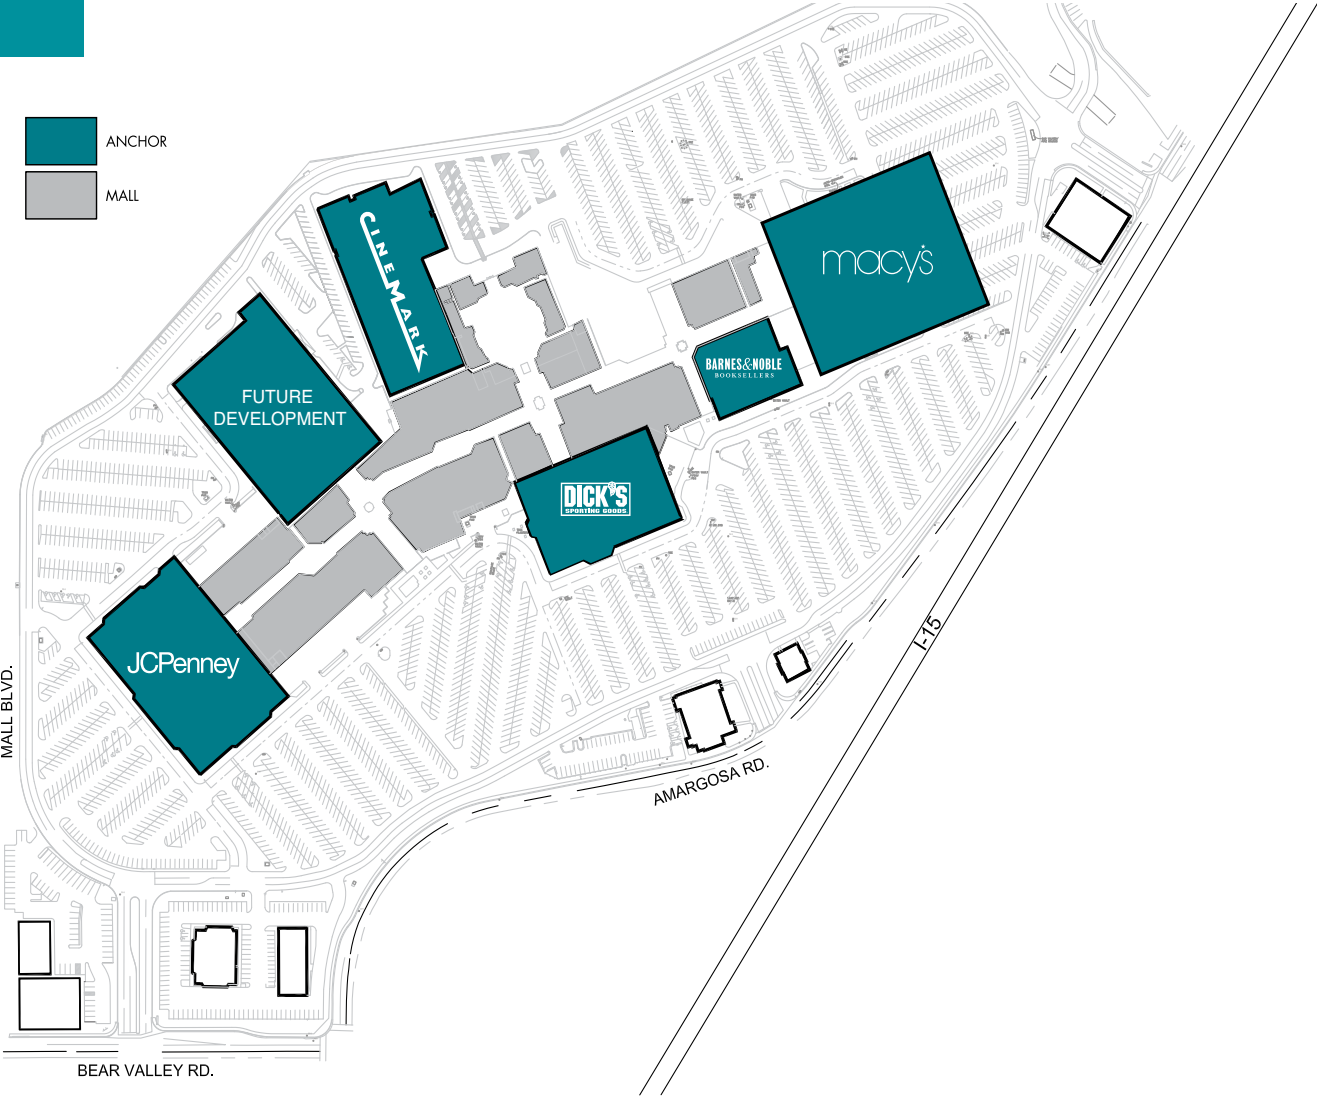 ANCHOR
MALL
CINEMARK
macy's
BARNES & NOBLE
BOOKSELLERS
FUTURE
DEVELOPMENT
DICK'S
SPORTING GOODS
JCPenney
I-15
MALL BLVD.
AMARGOSA RD.
BEAR VALLEY RD.